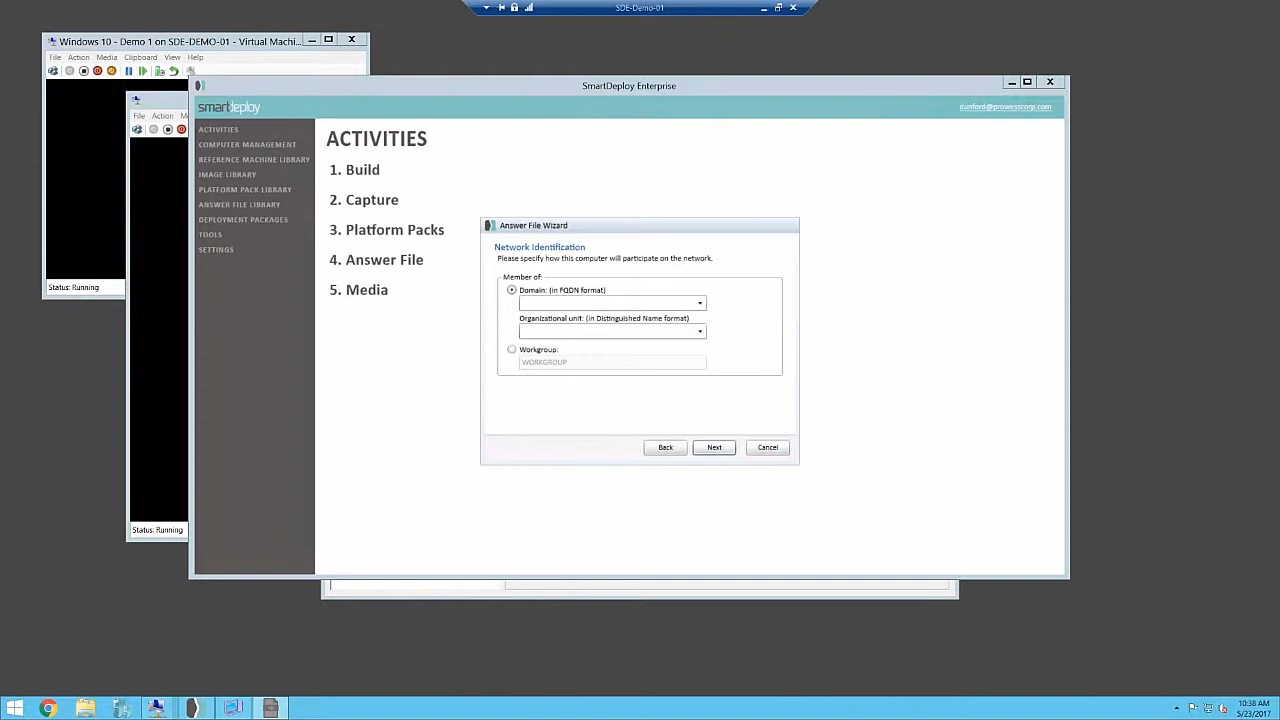 SDE-Demo-01
Windows 10 - Demo 1 on SDE-DEMO-01 - Virtual Machi...
File Action Media Clipboard View Help
SmartDeploy Enterprise
smartdeploy
dunford@prowesscorp.com
File Action M
ACTIVITIES
COMPUTER MANAGEMENT
REFERENCE MACHINE LIBRARY
IMAGE LIBRARY
PLATFORM PACK LIBRARY
ANSWER FILE LIBRARY
DEPLOYMENT PACKAGES
TOOLS
SETTINGS
ACTIVITIES
1. Build
2. Capture
3. Platform Packs
4. Answer File
5. Media
Answer File Wizard
Network Identification
Please specify how this computer will participate on the network.
Member of:
Domain: (in FQDN format)
Organizational unit: (in Distinguished Name format)
Workgroup:
WORKGROUP
Back Next Cancel
Status: Running
Status: Running
10:38 AM
5/23/2017